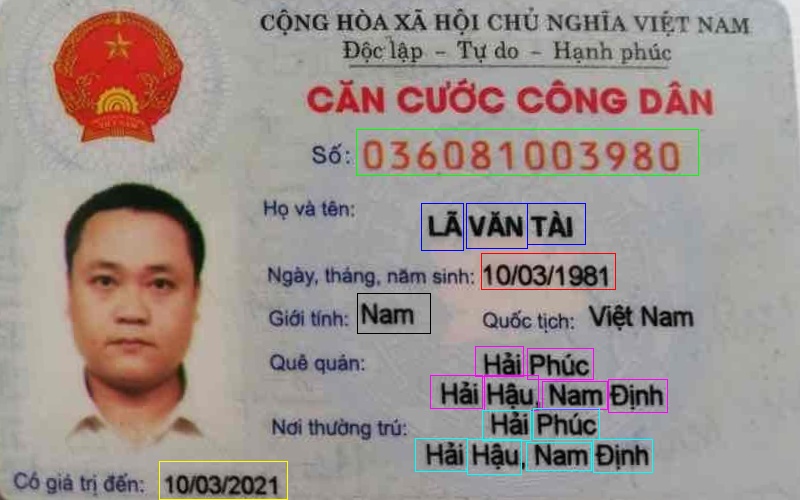 CỘNG HÒA XÃ HỘI CHỦ NGHĨA VIỆT NAM
Độc lập - Tự do - Hạnh phúc
CĂN CƯỚC CÔNG DÂN
Số: 036081003980
Họ và tên:
LÃ VĂN TÀI
Ngày, tháng, năm sinh: 10/03/1981
Giới tính: Nam Quốc tịch: Việt Nam
Quê quán: Hải Phúc
Hải Hậu, Nam Định
Nơi thường trú: Hải Phúc
Hải Hậu, Nam Định
Có giá trị đến: 10/03/2021